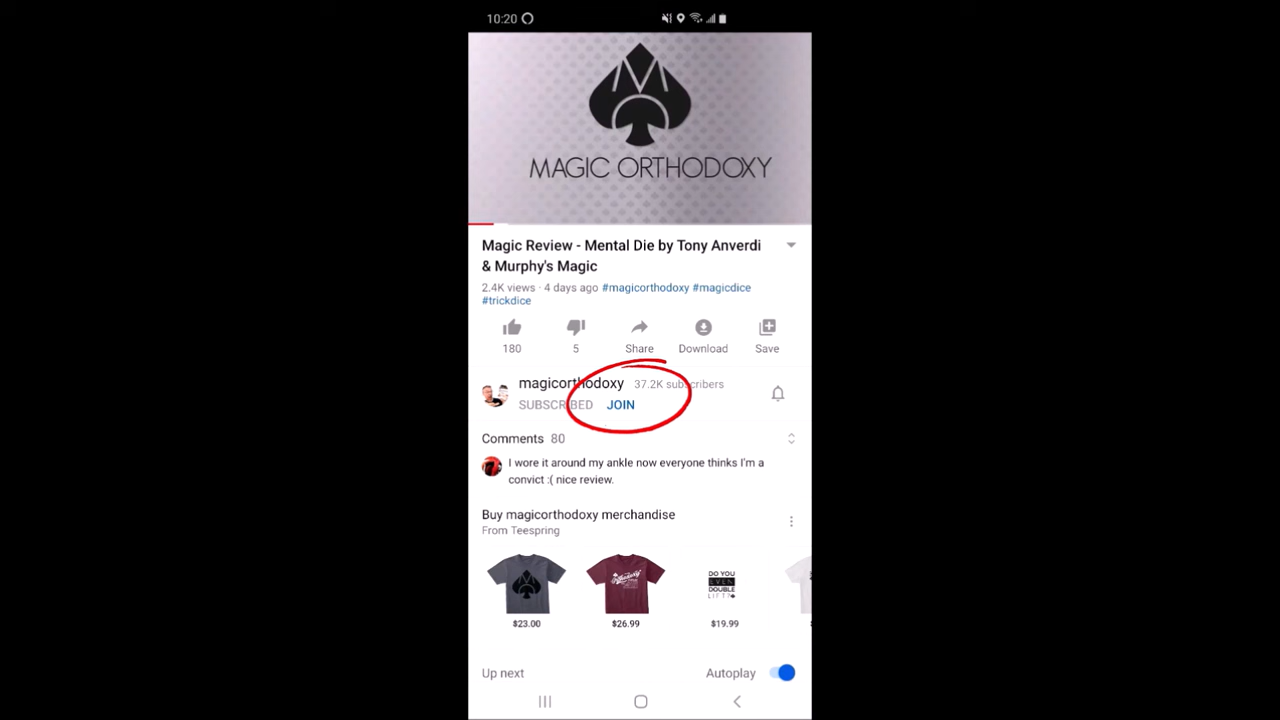 10:20
MAGIC ORTHODOXY
Magic Review - Mental Die by Tony Anverdi
& Murphy's Magic
2.4K views · 4 days ago #magicorthodoxy #magicdice
#trickdice
180
5
Share
Download
Save
magicorthodoxy 37.2K subscribers
SUBSCRIBED JOIN
Comments 80
I wore it around my ankle now everyone thinks I'm a
convict :( nice review.
Buy magicorthodoxy merchandise
From Teespring
DO YOU
EVEN
DOUBLE
LIFT?
$23.00
$26.99
$19.99
Up next
Autoplay